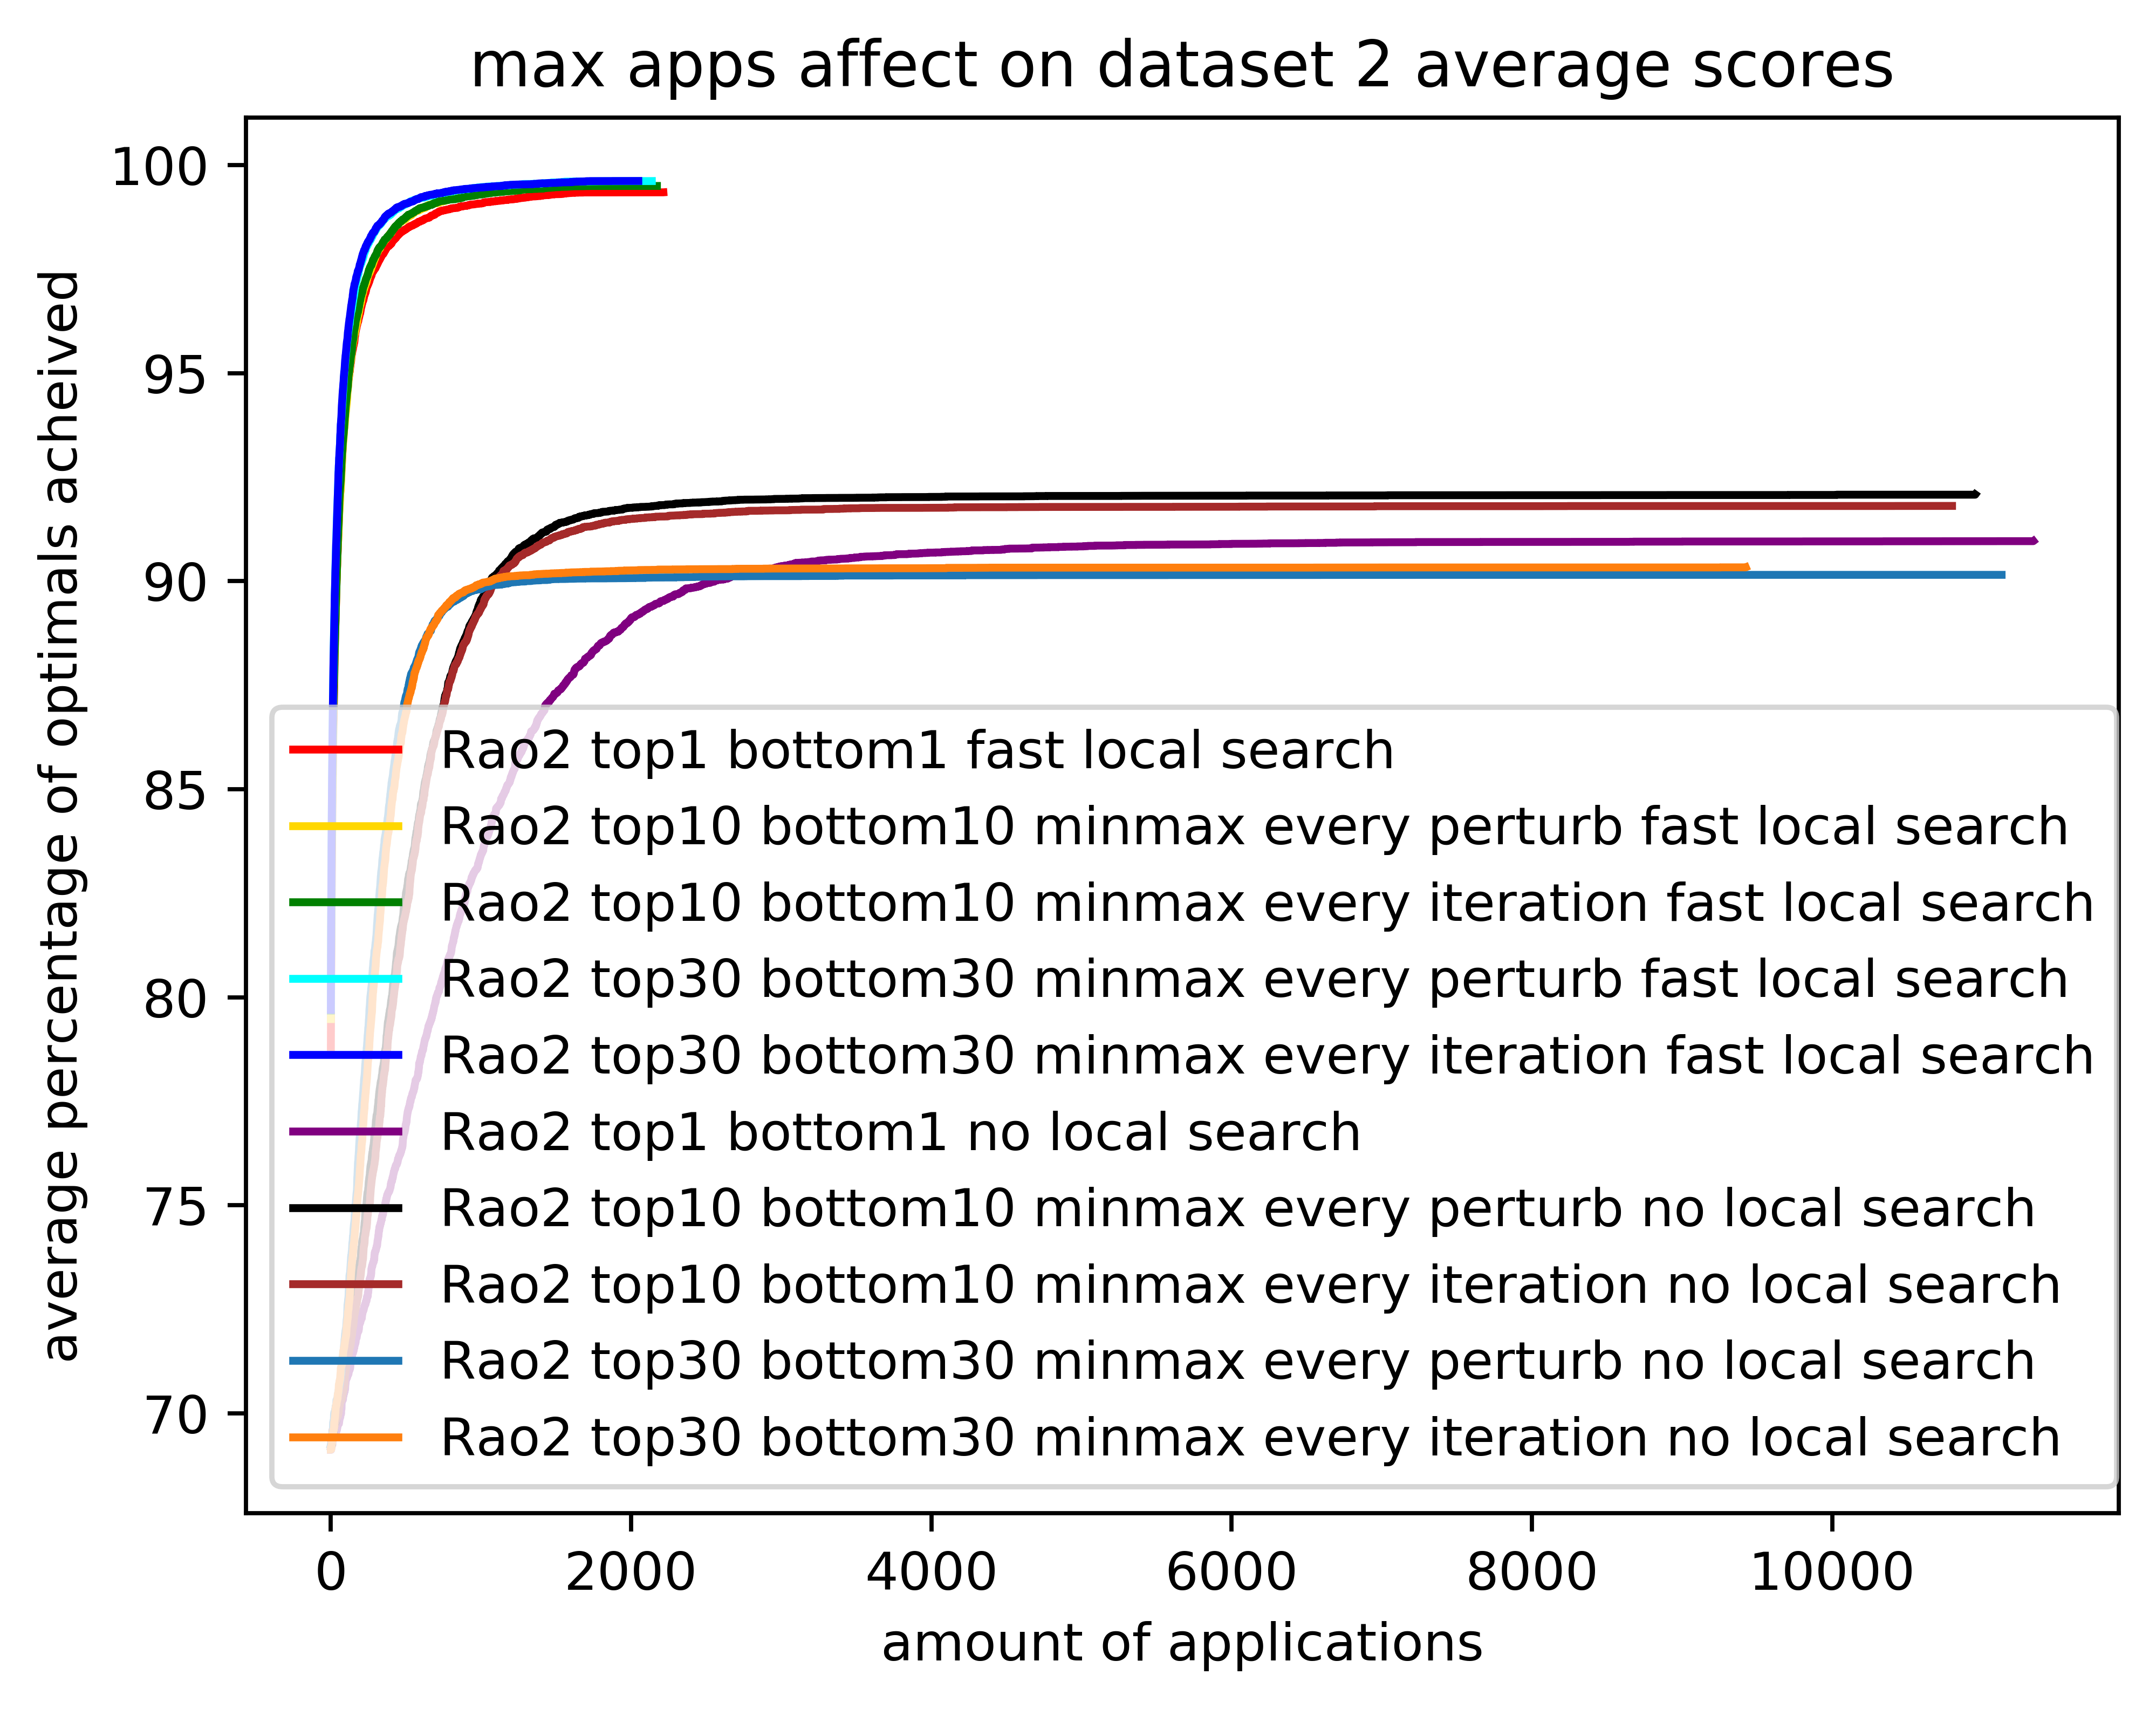 max apps affect on dataset 2 average scores
average percentage of optimals acheived
100
95
90
85
80
75
70
Rao2 top1 bottom1 fast local search
Rao2 top10 bottom10 minmax every perturb fast local search
Rao2 top10 bottom10 minmax every iteration fast local search
Rao2 top30 bottom30 minmax every perturb fast local search
Rao2 top30 bottom30 minmax every iteration fast local search
Rao2 top1 bottom1 no local search
Rao2 top10 bottom10 minmax every perturb no local search
Rao2 top10 bottom10 minmax every iteration no local search
Rao2 top30 bottom30 minmax every perturb no local search
Rao2 top30 bottom30 minmax every iteration no local search
0 2000 4000 6000 8000 10000
amount of applications